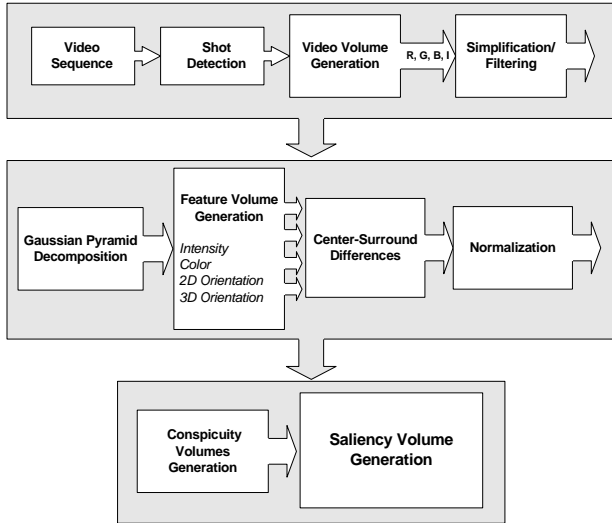 Video
Sequence
Shot
Detection
Video Volume
Generation
R, G, B, I
Simplification/
Filtering
Gaussian Pyramid
Decomposition
Feature Volume
Generation
Intensity
Color
2D Orientation
3D Orientation
Center-Surround
Differences
Normalization
Conspicuity
Volumes
Generation
Saliency Volume
Generation